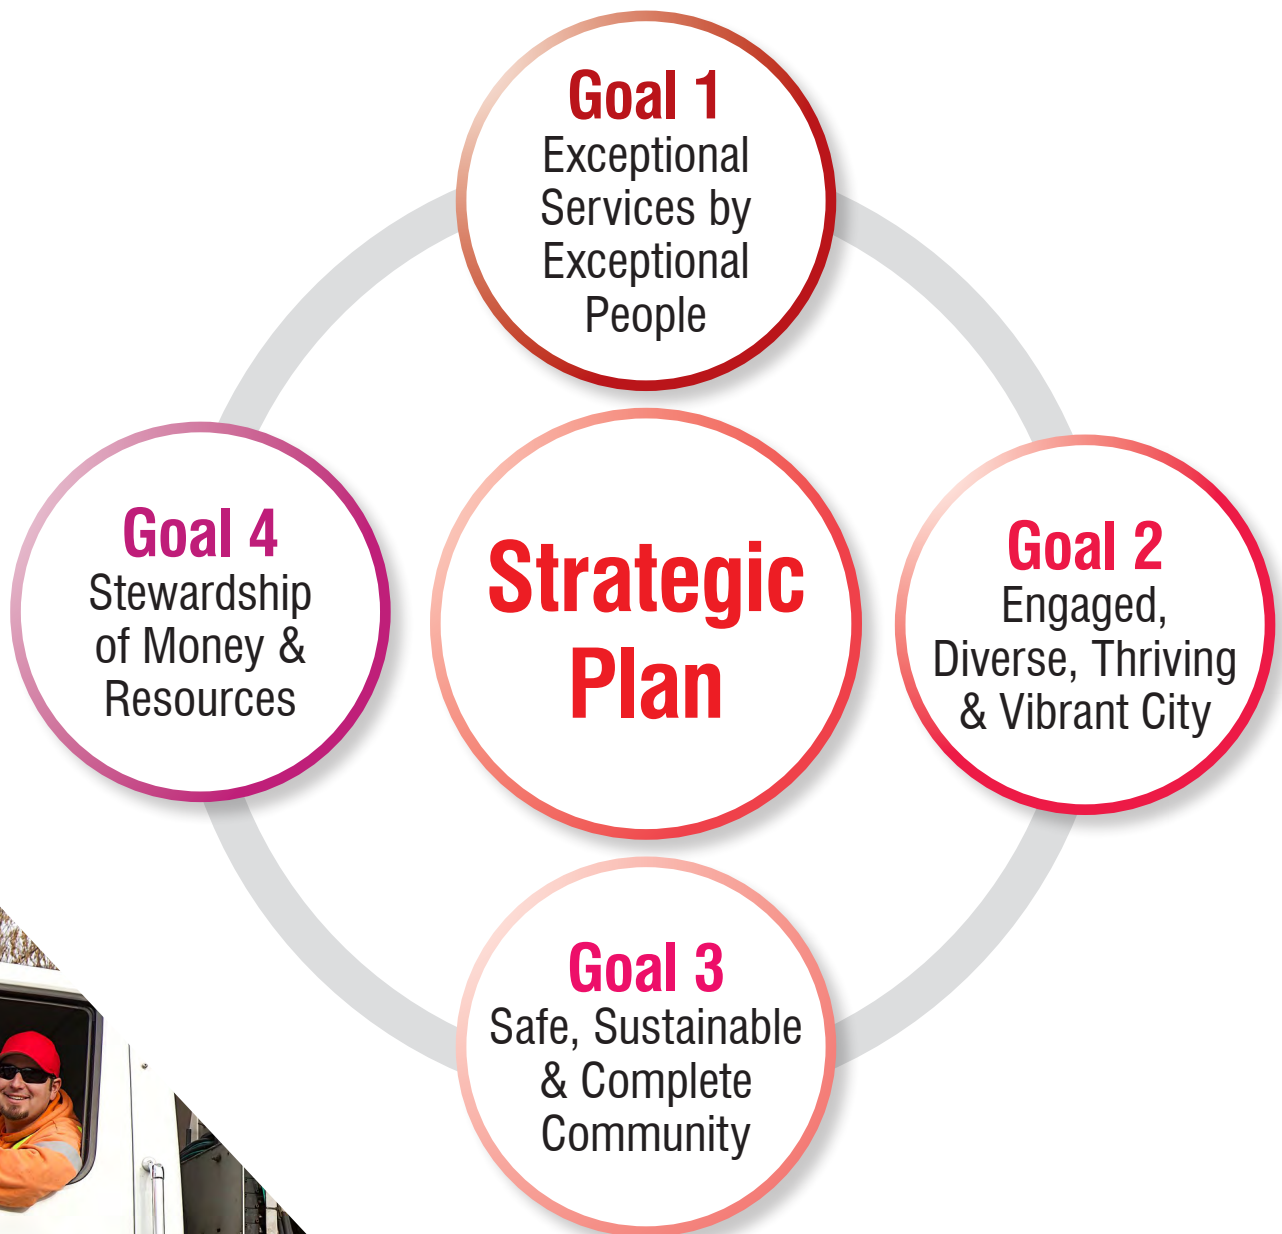 Goal 1
Exceptional
Services by
Exceptional
People
Strategic
Plan
Goal 2
Engaged,
Diverse, Thriving
& Vibrant City
Goal 3
Safe, Sustainable
& Complete
Community
Goal 4
Stewardship
of Money &
Resources